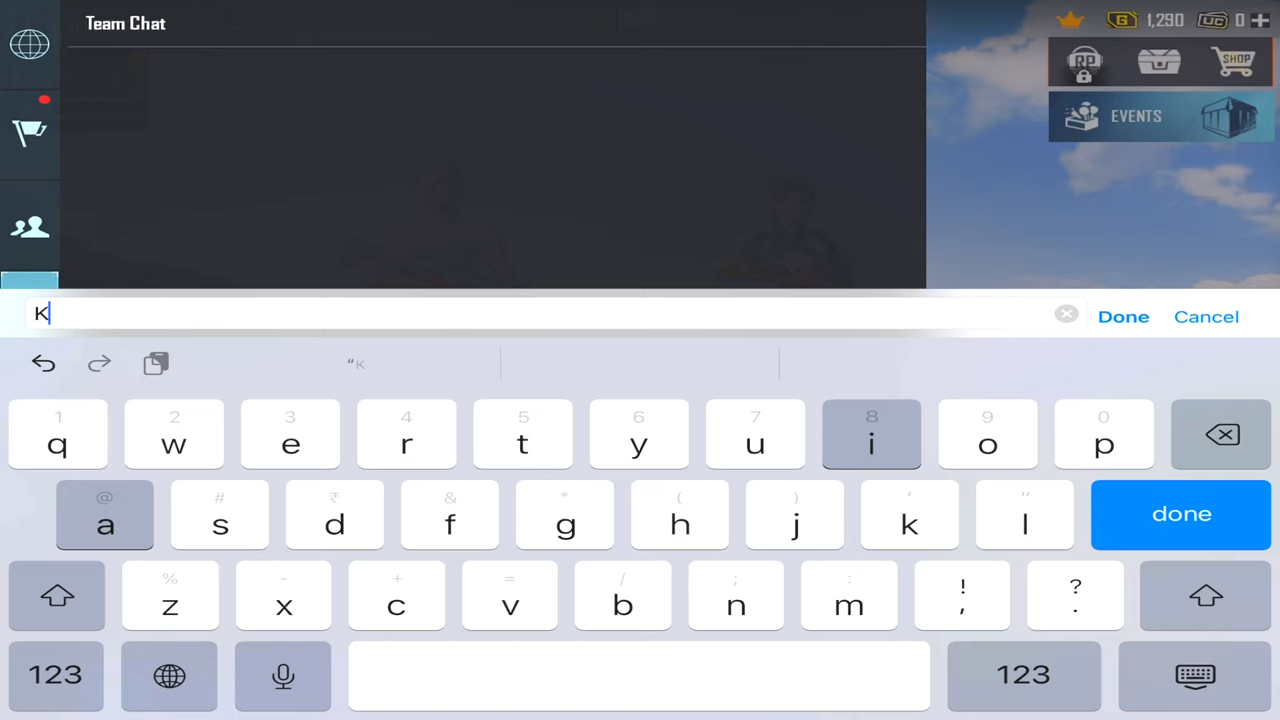 Team Chat
G 1,290 UC 0 +
RP
SHOP
EVENTS
K
Done
Cancel
“K
1 2 3 4 5 6 7 8 9 0
q w e r t y u i o p
@ # ₹ & * ( ) ' "
a s d f g h j k l
done
% - + = / ; : ! ?
z x c v b n m , .
123
123